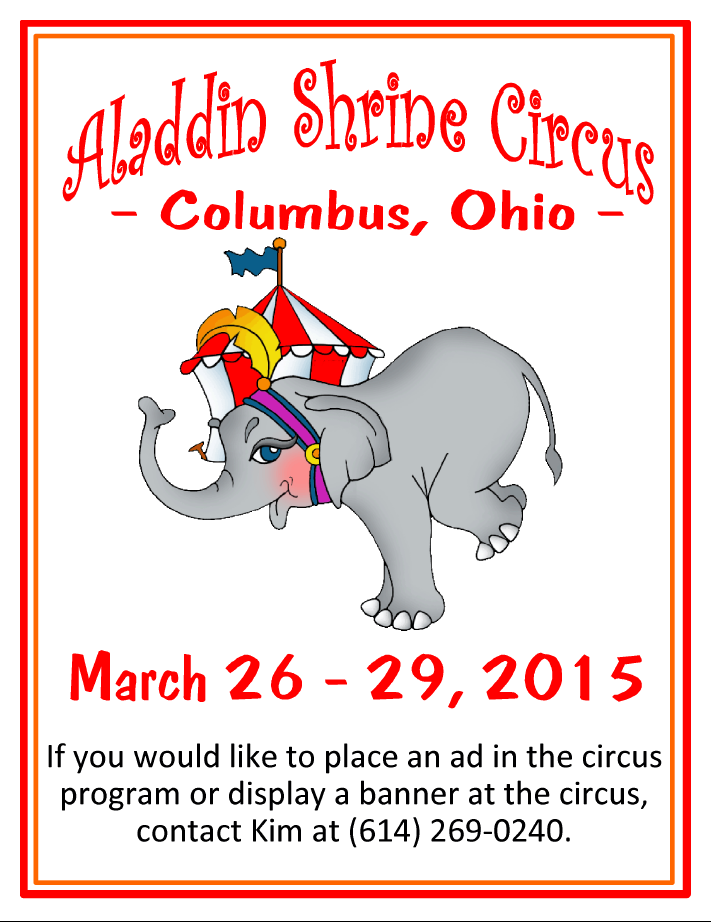 Aladdin Shrine Circus
- Columbus, Ohio -
March 26 - 29, 2015
If you would like to place an ad in the circus
program or display a banner at the circus,
contact Kim at (614) 269-0240.